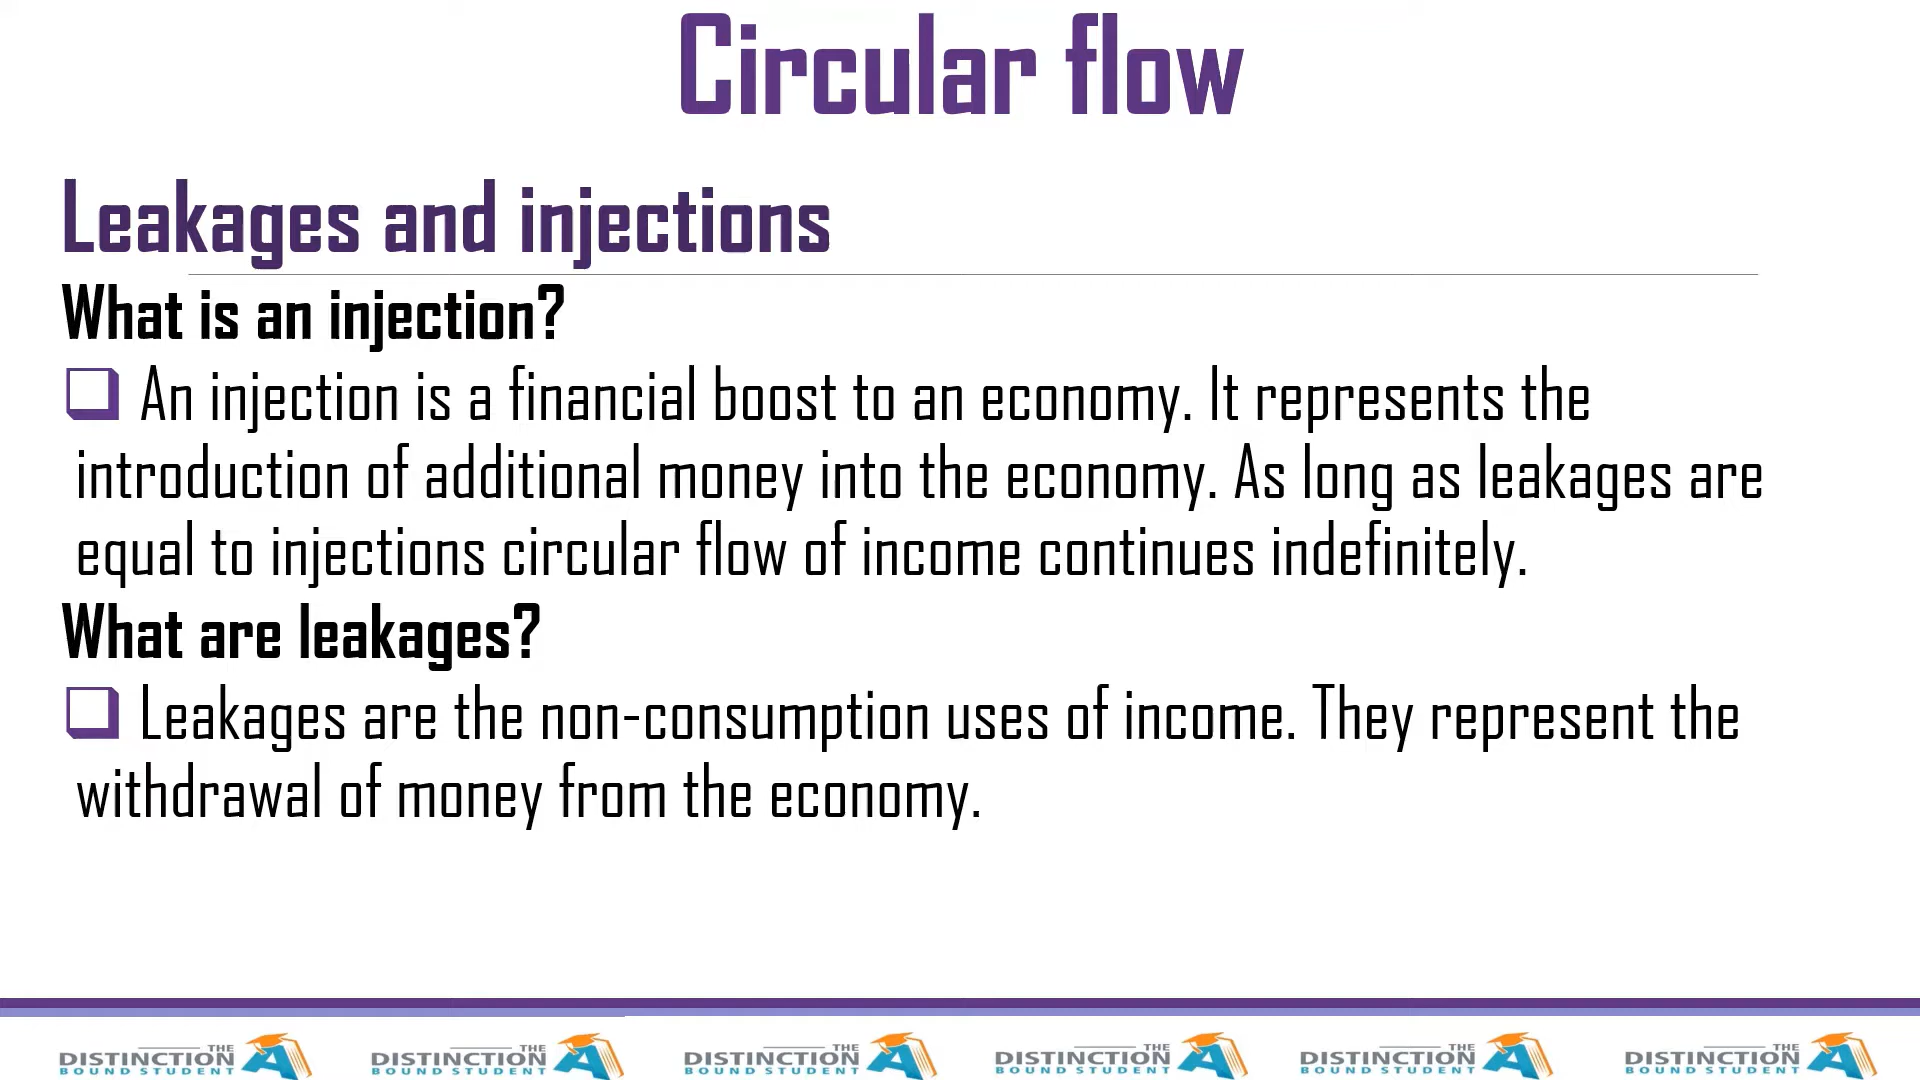 Circular flow
Leakages and injections
What is an injection?
An injection is a financial boost to an economy. It represents the
introduction of additional money into the economy. As long as leakages are
equal to injections circular flow of income continues indefinitely.
What are leakages?
Leakages are the non-consumption uses of income. They represent the
withdrawal of money from the economy.
THE DISTINCTION BOUND STUDENT
THE DISTINCTION BOUND STUDENT
THE DISTINCTION BOUND STUDENT
THE DISTINCTION BOUND STUDENT
THE DISTINCTION BOUND STUDENT
THE DISTINCTION BOUND STUDENT